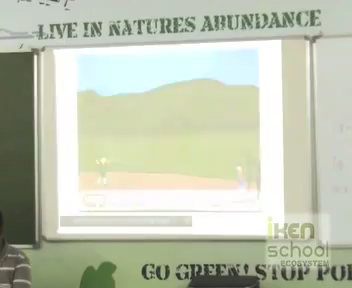 LIVE IN NATURES ABUNDANCE
iken
school
ECOSYSTEM
GO GREEN! STOP POL